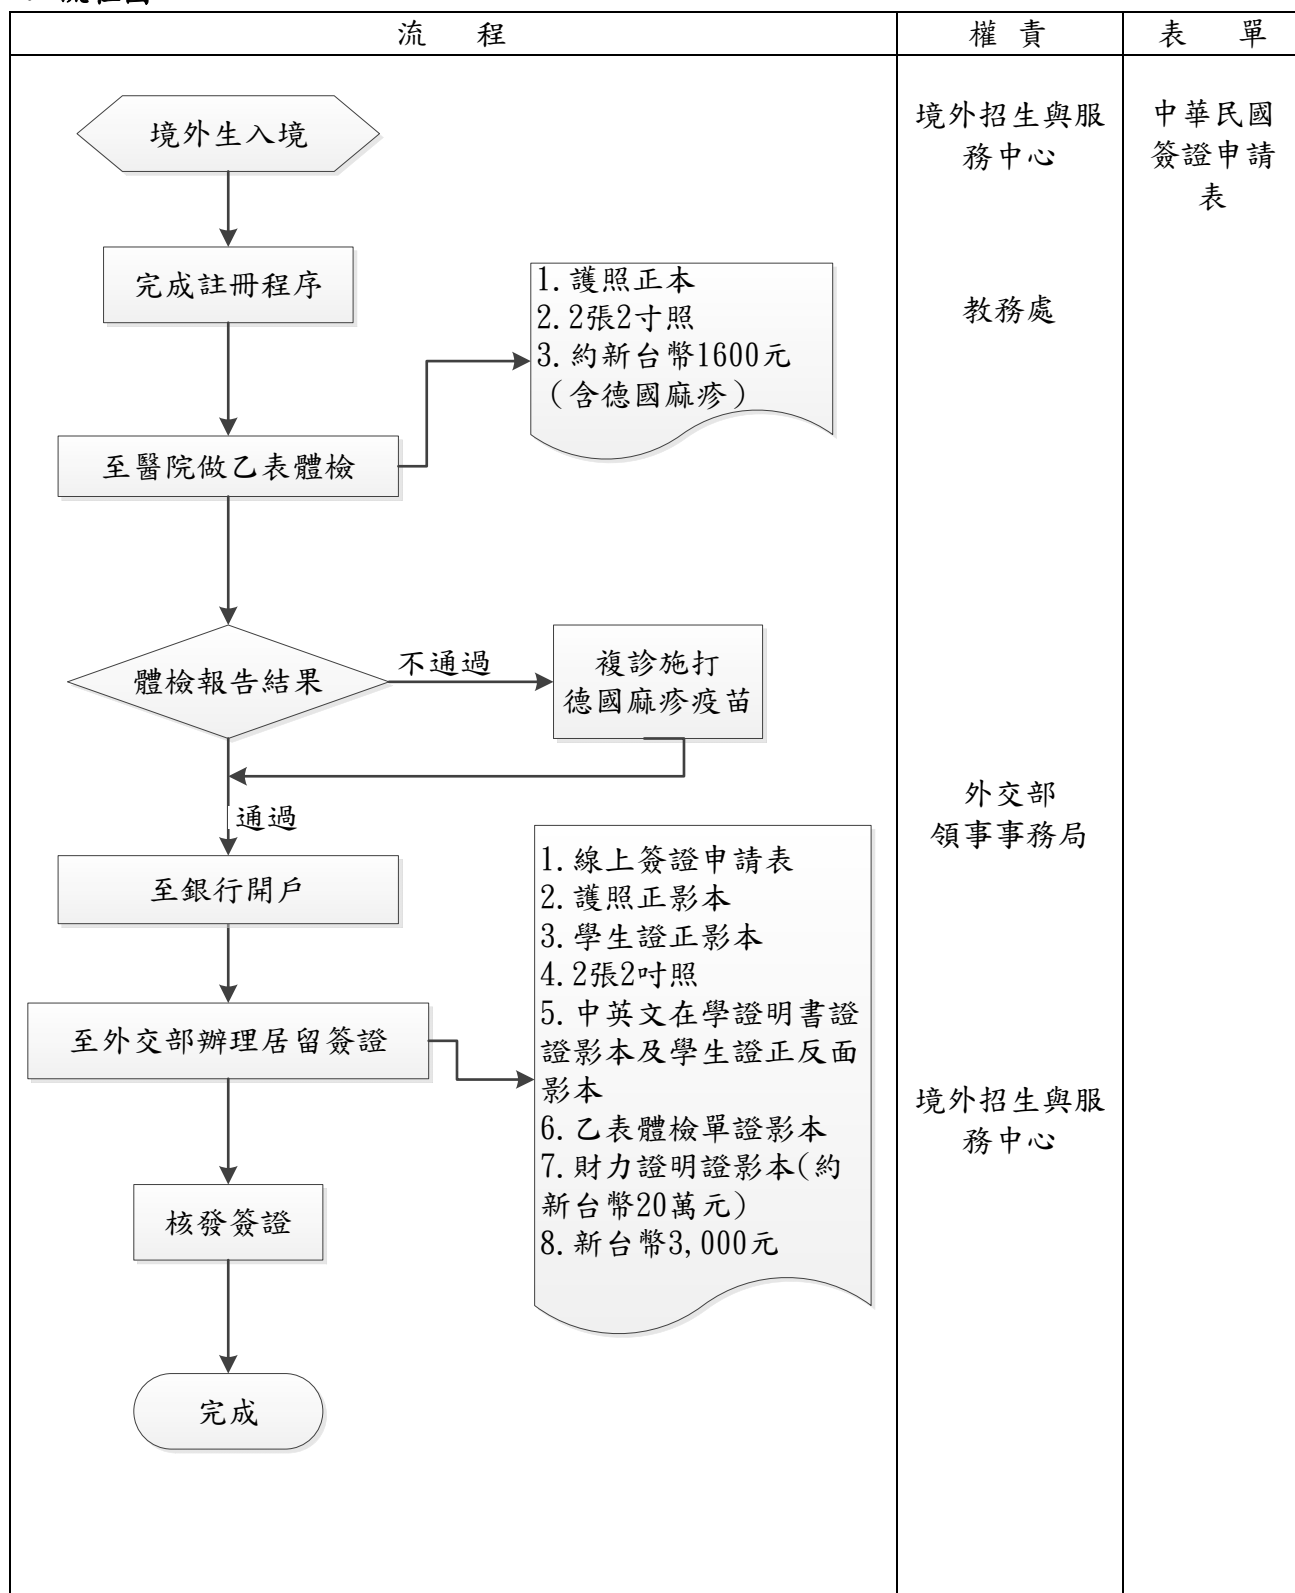 流程圖
流　程
權責
表　單
境外生入境
境外招生與服
務中心
中華民國
簽證申請
表
完成註冊程序
1.護照正本
2.2張2寸照
3.約新台幣1600元
（含德國麻疹）
教務處
至醫院做乙表體檢
體檢報告結果
不通過
複診施打
德國麻疹疫苗
通過
外交部
領事事務局
至銀行開戶
1.線上簽證申請表
2.護照正影本
3.學生證正影本
4.2張2吋照
5.中英文在學證明書證
證影本及學生證正反面
影本
6.乙表體檢單證影本
7.財力證明證影本(約
新台幣20萬元)
8.新台幣3,000元
至外交部辦理居留簽證
境外招生與服
務中心
核發簽證
完成